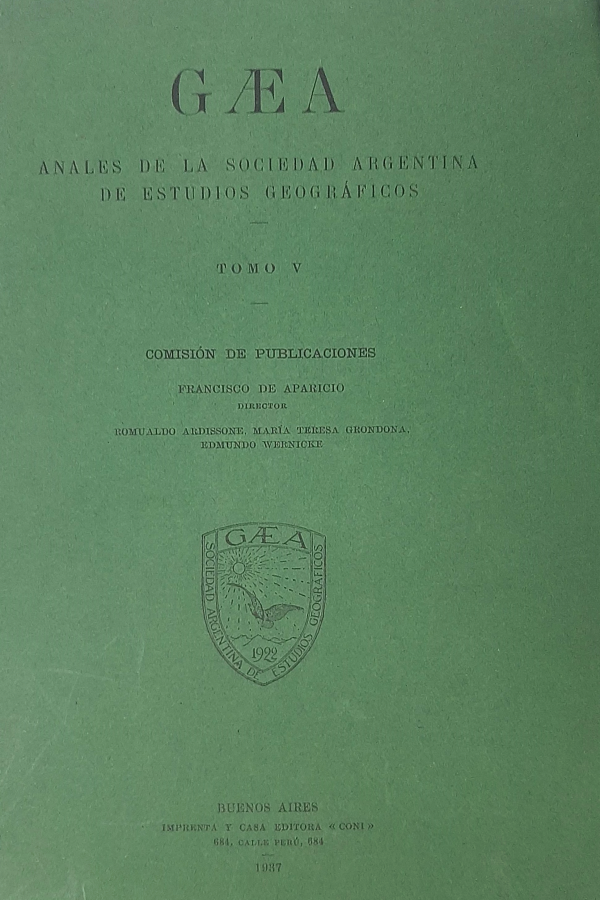 GÆA
ANALES DE LA SOCIEDAD ARGENTINA
DE ESTUDIOS GEOGRÁFICOS
TOMO V
COMISIÓN DE PUBLICACIONES
FRANCISCO DE APARICIO
DIRECTOR
ROMUALDO ARDISSONE, MARÍA TERESA GRONDONA,
EDMUNDO WERNICKE
GÆA
SOCIEDAD ARGENTINA DE ESTUDIOS GEOGRÁFICOS
1922
BUENOS AIRES
IMPRENTA Y CASA EDITORA « CONI »
684, CALLE PERÚ, 684
1937